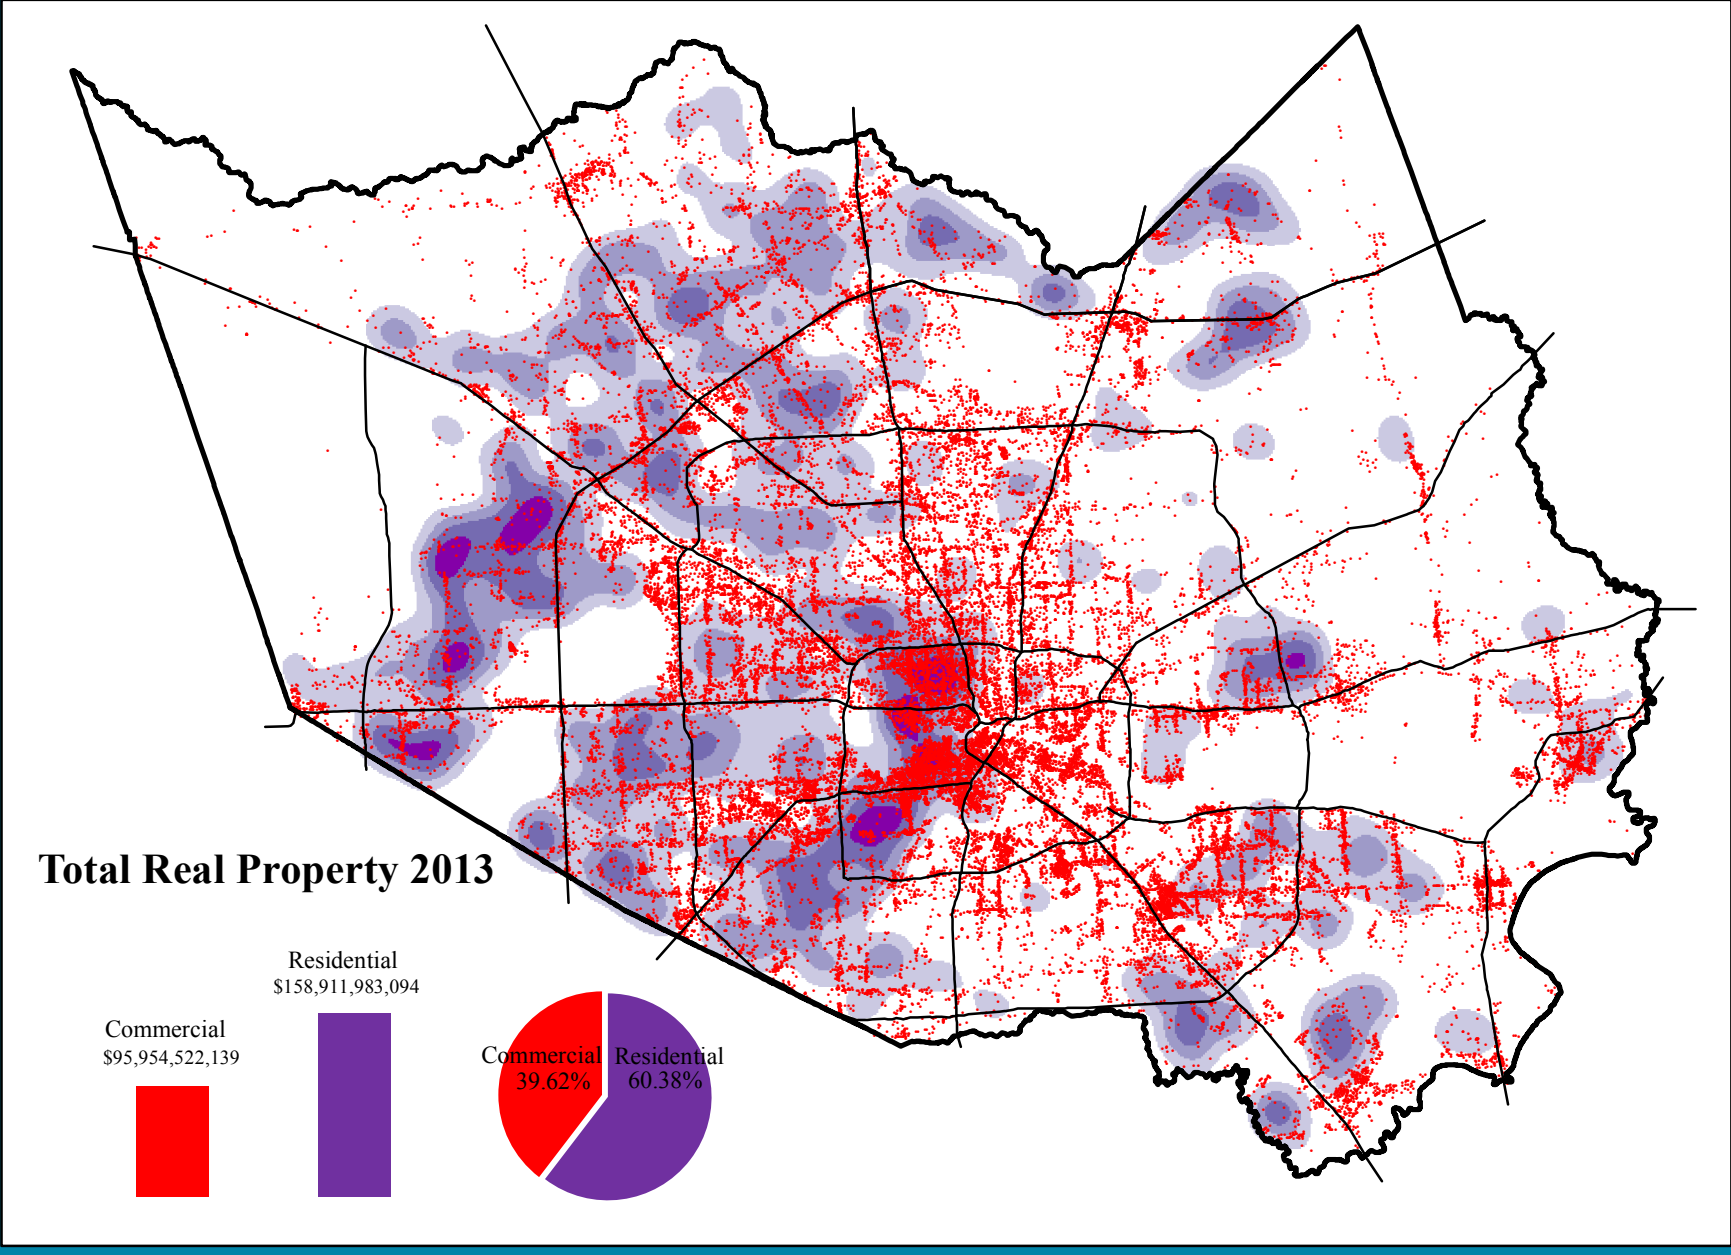 Total Real Property 2013
Residential
$158,911,983,094
Commercial
$95,954,522,139
Commercial
39.62%
Residential
60.38%